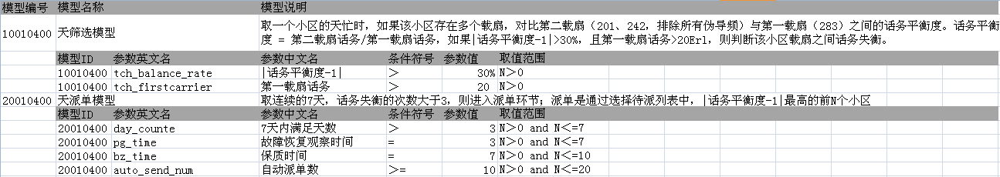 模型编号 模型名称 模型说明
10010400 天筛选模型 取一个小区的天忙时，如果该小区存在多个载扇，对比第二载扇（201、242，排除所有伪导频）与第一载扇（283）之间的话务平衡度。话务平衡
度 = 第二载扇话务/第一载扇话务，如果|话务平衡度-1|>30%，且第一载扇话务>20Erl，则判断该小区载扇之间话务失衡。
模型ID 参数英文名 参数中文名 条件符号 参数值 取值范围
10010400 tch_balance_rate |话务平衡度-1| ＞ 30% N＞0
10010400 tch_firstcarrier 第一载扇话务 ＞ 20 N＞0
20010400 天派单模型 取连续的7天，话务失衡的次数大于3，则进入派单环节；派单是通过选择待派列表中，|话务平衡度-1|最高的前N个小区
模型ID 参数英文名 参数中文名 条件符号 参数值 取值范围
20010400 day_counte 7天内满足天数 ＞ 3 N＞0 and N＜=7
20010400 pg_time 故障恢复观察时间 = 3 N＞0 and N＜=7
20010400 bz_time 保质时间 = 7 N＞0 and N＜=10
20010400 auto_send_num 自动派单数 ＞= 10 N＞0 and N＜=20